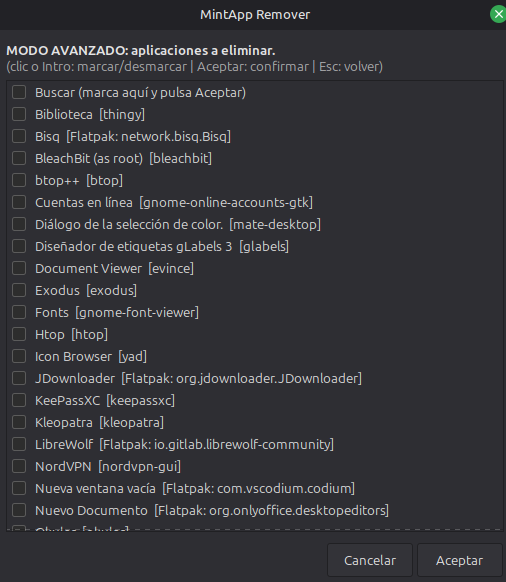 MintApp Remover
MODO AVANZADO: aplicaciones a eliminar.
(clic o Intro: marcar/desmarcar | Aceptar: confirmar | Esc: volver)
Buscar (marca aquí y pulsa Aceptar)
Biblioteca [thingy]
Bisq [Flatpak: network.bisq.Bisq]
BleachBit (as root) [bleachbit]
btop++ [btop]
Cuentas en línea [gnome-online-accounts-gtk]
Diálogo de la selección de color. [mate-desktop]
Diseñador de etiquetas gLabels 3 [glabels]
Document Viewer [evince]
Exodus [exodus]
Fonts [gnome-font-viewer]
Htop [htop]
Icon Browser [yad]
JDownloader [Flatpak: org.jdownloader.JDownloader]
KeePassXC [keepassxc]
Kleopatra [kleopatra]
LibreWolf [Flatpak: io.gitlab.librewolf-community]
NordVPN [nordvpn-gui]
Nueva ventana vacía [Flatpak: com.vscodium.codium]
Nuevo Documento [Flatpak: org.onlyoffice.desktopeditors]
Cancelar
Aceptar